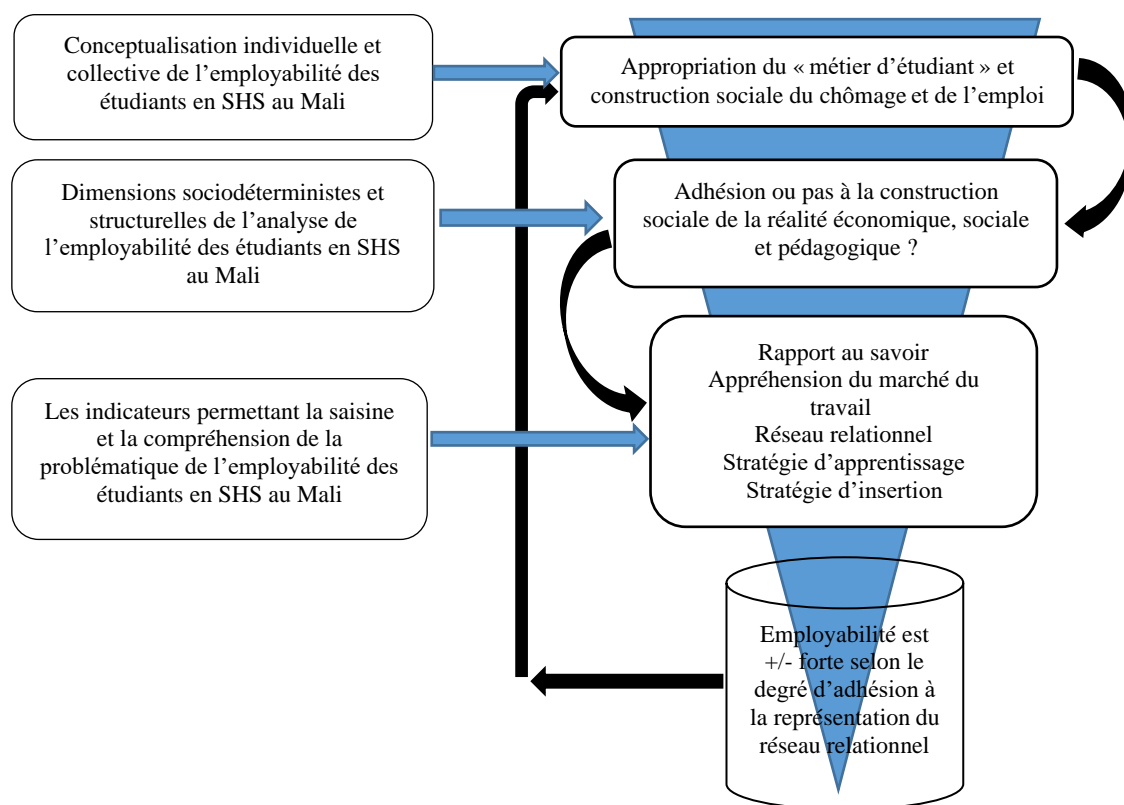 Conceptualisation individuelle et
collective de l’employabilité des
étudiants en SHS au Mali
Appropriation du « métier d’étudiant » et
construction sociale du chômage et de l’emploi
Dimensions sociodéterministes et
structurelles de l’analyse de
l’employabilité des étudiants en SHS
au Mali
Adhésion ou pas à la construction
sociale de la réalité économique, sociale
et pédagogique ?
Les indicateurs permettant la saisine
et la compréhension de la
problématique de l’employabilité des
étudiants en SHS au Mali
Rapport au savoir
Appréhension du marché du
travail
Réseau relationnel
Stratégie d’apprentissage
Stratégie d’insertion
Employabilité est
+/- forte selon le
degré d’adhésion à
la représentation du
réseau relationnel